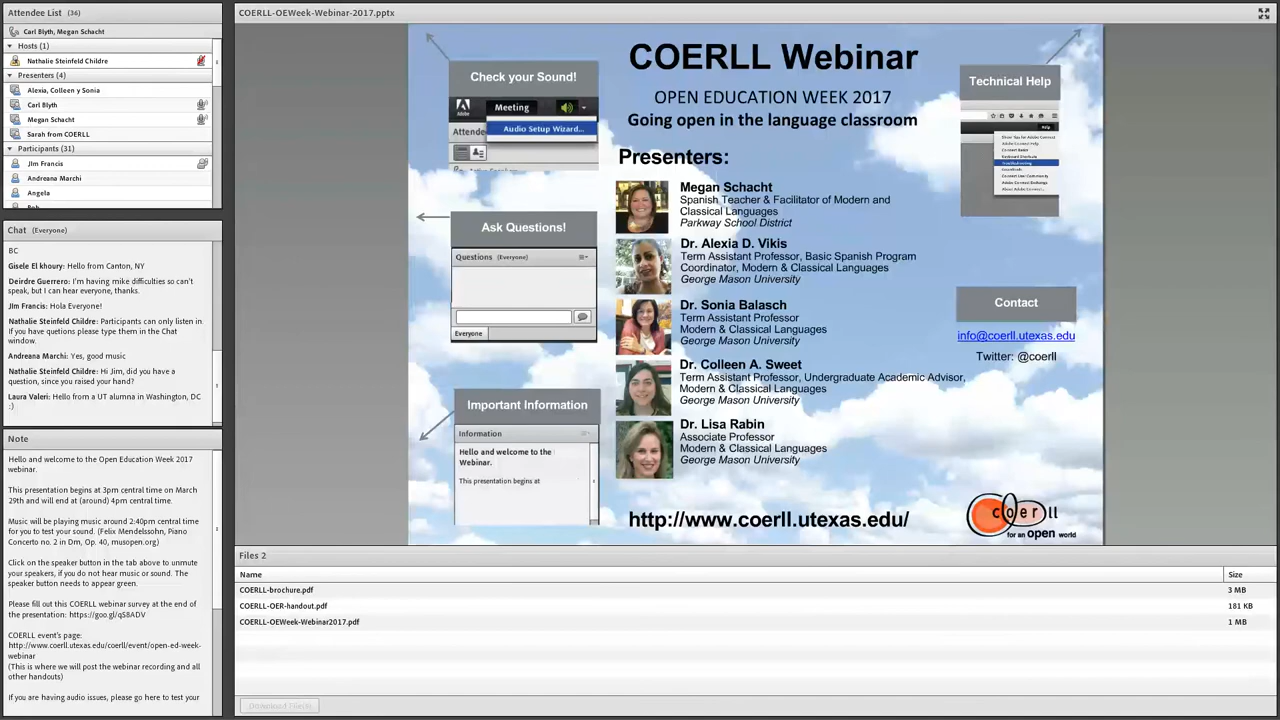 Attendee List (36)
Carl Blyth, Megan Schacht
Hosts (1)
Nathalie Steinfeld Childre
Presenters (4)
Alexia, Colleen y Sonia
Carl Blyth
Megan Schacht
Sarah from COERLL
Participants (31)
Jim Francis
Andreana Marchi
Angela
Chat (Everyone)
BC
Gisele El khoury: Hello from Canton, NY
Deirdre Guerrero: I'm having mike difficulties so can't
speak, but I can hear everyone, thanks.
Jim Francis: Hola Everyone!
Nathalie Steinfeld Childre: Participants can only listen in.
If you have quetions please type them in the Chat
window.
Andreana Marchi: Yes, good music
Nathalie Steinfeld Childre: Hi Jim, did you have a
question, since you raised your hand?
Laura Valeri: Hello from a UT alumna in Washington, DC
:)
Note
Hello and welcome to the Open Education Week 2017
webinar.
This presentation begins at 3pm central time on March
29th and will end at (around) 4pm central time.
Music will be playing music around 2:40pm central time
for you to test your sound. (Felix Mendelssohn, Piano
Concerto no. 2 in Dm, Op. 40, musopen.org)
Click on the speaker button in the tab above to unmute
your speakers, if you do not hear music or sound. The
speaker button needs to appear green.
Please fill out this COERLL webinar survey at the end of
the presentation: https://goo.gl/qS8ADV
COERLL event's page:
http://www.coerll.utexas.edu/coerll/event/open-ed-week-
webinar
(This is where we will post the webinar recording and all
other handouts)
If you are having audio issues, please go here to test your
COERLL-OEWeek-Webinar-2017.pptx
Check your Sound!
Adobe
Meeting
Audio Setup Wizard...
Attende
Ask Questions!
Questions (Everyone)
Everyone
Important Information
Information
Hello and welcome to the
Webinar.
This presentation begins at
COERLL Webinar
OPEN EDUCATION WEEK 2017
Going open in the language classroom
Presenters:
Megan Schacht
Spanish Teacher & Facilitator of Modern and
Classical Languages
Parkway School District
Dr. Alexia D. Vikis
Term Assistant Professor, Basic Spanish Program
Coordinator, Modern & Classical Languages
George Mason University
Dr. Sonia Balasch
Term Assistant Professor
Modern & Classical Languages
George Mason University
Dr. Colleen A. Sweet
Term Assistant Professor, Undergraduate Academic Advisor,
Modern & Classical Languages
George Mason University
Dr. Lisa Rabin
Associate Professor
Modern & Classical Languages
George Mason University
http://www.coerll.utexas.edu/
Technical Help
Help
Contact
info@coerll.utexas.edu
Twitter: @coerll
coerll
for an open world
Files 2
Name Size
COERLL-brochure.pdf 3 MB
COERLL-OER-handout.pdf 181 KB
COERLL-OEWeek-Webinar2017.pdf 1 MB
Download File(s)